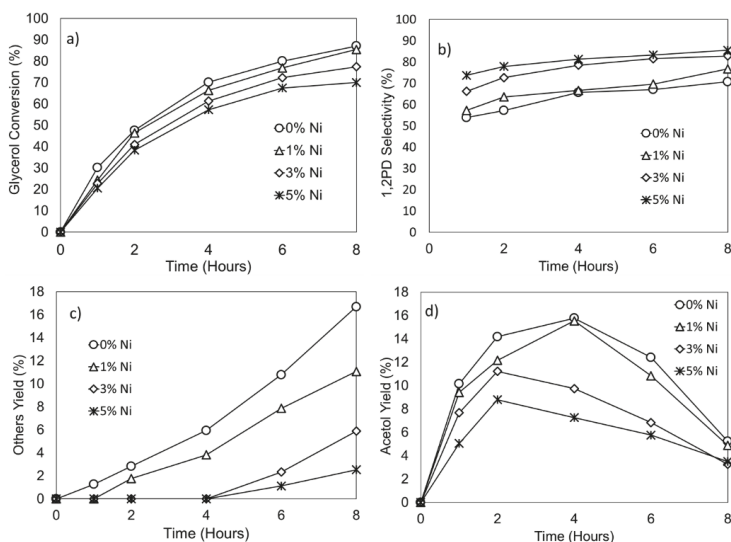 a)
Glycerol Conversion (%)
100
90
80
70
60
50
40
30
20
10
0
0 2 4 6 8
Time (Hours)
0% Ni
1% Ni
3% Ni
5% Ni
b)
1,2PD Selectivity (%)
100
90
80
70
60
50
40
30
20
10
0
0 2 4 6 8
Time (Hours)
0% Ni
1% Ni
3% Ni
5% Ni
c)
Others Yield (%)
18
16
14
12
10
8
6
4
2
0
0 2 4 6 8
Time (Hours)
0% Ni
1% Ni
3% Ni
5% Ni
d)
Acetol Yield (%)
18
16
14
12
10
8
6
4
2
0
0 2 4 6 8
Time (Hours)
0% Ni
1% Ni
3% Ni
5% Ni